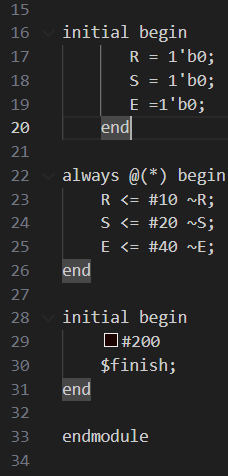 15
16 initial begin
17 R = 1'b0;
18 S = 1'b0;
19 E =1'b0;
20 end
21
22 always @(*) begin
23 R <= #10 ~R;
24 S <= #20 ~S;
25 E <= #40 ~E;
26 end
27
28 initial begin
29 #200
30 $finish;
31 end
32
33 endmodule
34